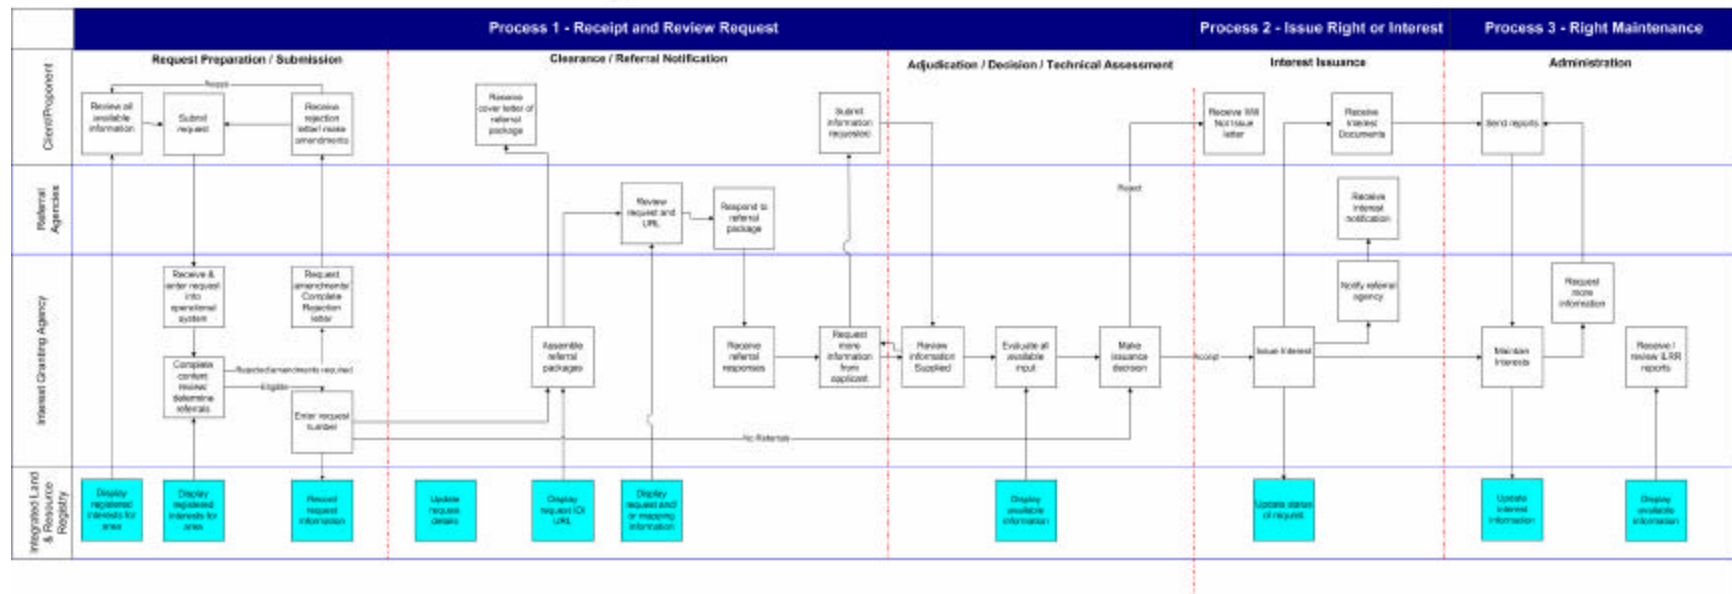 Process 1 - Receipt and Review Request
Process 2 - Issue Right or Interest
Process 3 - Right Maintenance
Request Preparation / Submission
Clearance / Referral Notification
Adjudication / Decision / Technical Assessment
Interest Issuance
Administration
Client/Proponent
Review all
available
information
Submit
request
Receive
rejection
letter/ make
amendments
Receive
cover letter of
referral
package
Submit
information
requested
Receive Will
Not Issue
letter
Receive
Interest
Documents
Send reports
Referral
Agencies
Review
request and
URL
Respond to
referral
package
Reject
Receive
interest
notification
Interest Granting Agency
Receive &
enter request
into
operational
system
Request
amendments/
Complete
Rejection
letter
Notify referral
agency
Request
more
information
Complete
content
review/
determine
referrals
Rejected/amendments required
Eligible
Enter request
number
Assemble
referral
packages
Receive
referral
responses
Request
more
information
from
applicant
Review
information
Supplied
Evaluate all
available
input
Make
issuance
decision
Accept
Issue Interest
Maintain
Interests
Receive /
review ILRR
reports
No Referrals
Integrated Land
& Resource
Registry
Display
registered
interests for
area
Display
registered
interests for
area
Record
request
information
Update
request
details
Display
request ID/
URL
Display
request and/
or mapping
information
Display
available
information
Update status
of request
Update
interest
information
Display
available
information